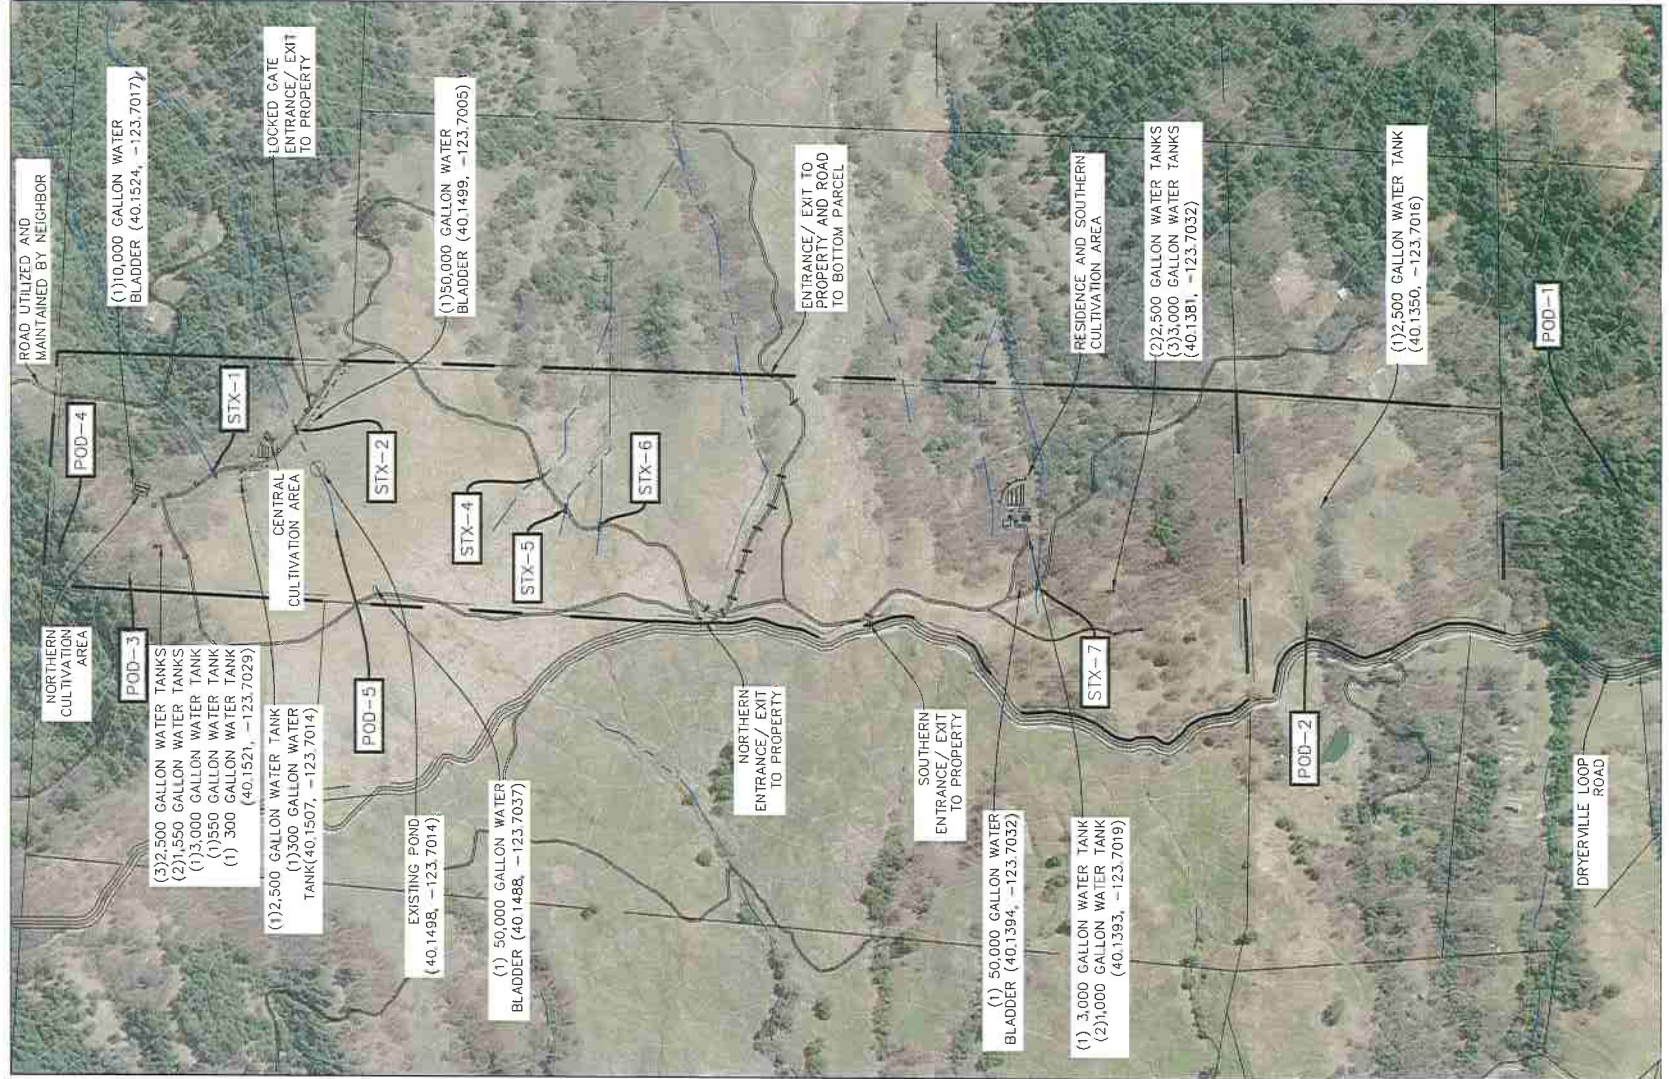 ROAD UTILIZED AND
MAINTAINED BY NEIGHBOR
(1)10,000 GALLON WATER
BLADDER (40.1524, -123.7017)
LOCKED GATE
ENTRANCE/ EXIT
TO PROPERTY
(1)50,000 GALLON WATER
BLADDER (40.1499, -123.7005)
ENTRANCE/ EXIT TO
PROPERTY AND ROAD
TO BOTTOM PARCEL
RESIDENCE AND SOUTHERN
CULTIVATION AREA
(2)2,500 GALLON WATER TANKS
(3)3,000 GALLON WATER TANKS
(40.1381, -123.7032)
(1)2,500 GALLON WATER TANK
(40.1350, -123.7016)
POD-1
POD-4
STX-1
STX-2
CENTRAL
CULTIVATION AREA
STX-4
STX-5
STX-6
NORTHERN
CULTIVATION
AREA
POD-3
(3)2,500 GALLON WATER TANKS
(2)1,550 GALLON WATER TANKS
(1)3,000 GALLON WATER TANK
(1)550 GALLON WATER TANK
(1) 300 GALLON WATER TANK
(40.1521, -123.7029)
(1)2,500 GALLON WATER TANK
(1)300 GALLON WATER
TANK(40.1507, -123.7014)
POD-5
EXISTING POND
(40.1498, -123.7014)
(1) 50,000 GALLON WATER
BLADDER (40.1488, -123.7037)
NORTHERN
ENTRANCE/ EXIT
TO PROPERTY
SOUTHERN
ENTRANCE/ EXIT
TO PROPERTY
STX-7
(1) 50,000 GALLON WATER
BLADDER (40.1394, -123.7032)
(1) 3,000 GALLON WATER TANK
(2)1,000 GALLON WATER TANK
(40.1393, -123.7019)
POD-2
DRYERVILLE LOOP
ROAD